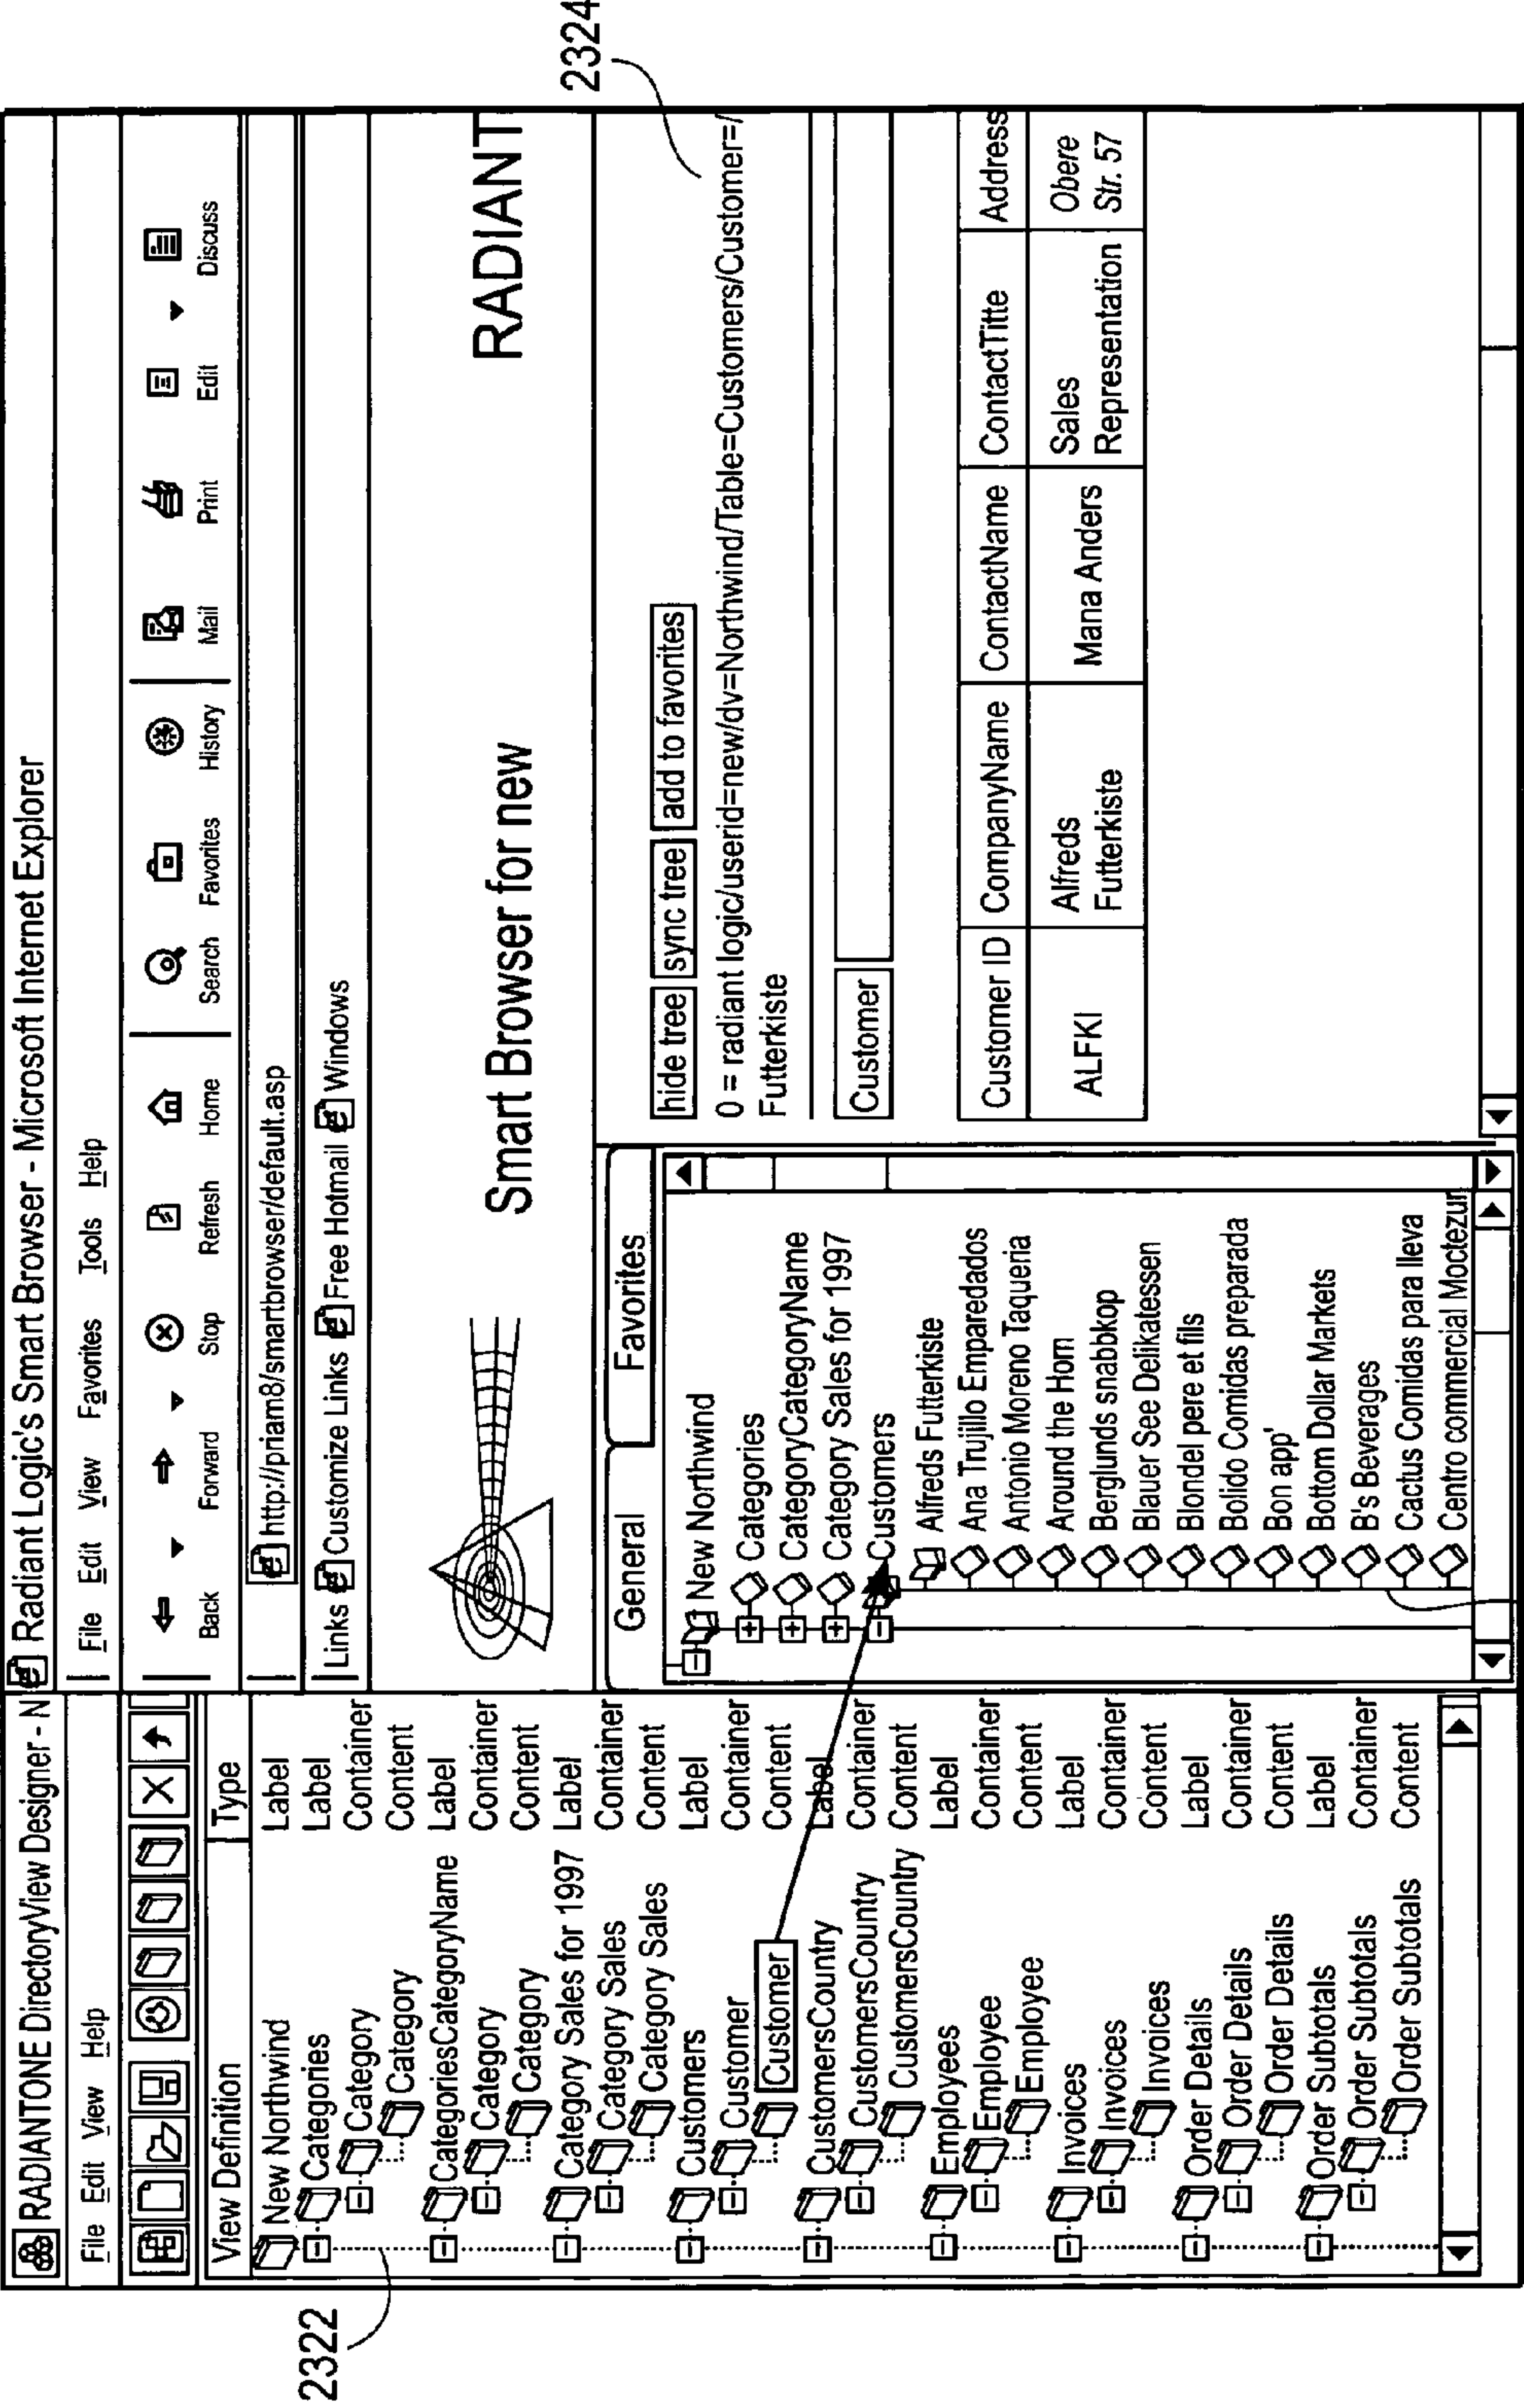 RADIANTONE DirectoryView Designer - N
File Edit View Help
View Definition Type
New Northwind Label
Categories Label
Category Container
Category Content
CategoriesCategoryName Label
Category Container
Category Content
Category Sales for 1997 Label
Category Sales Container
Category Sales Content
Customers Label
Customer Container
Customer Content
CustomersCountry Label
CustomersCountry Container
CustomersCountry Content
Employees Label
Employee Container
Employee Content
Invoices Label
Invoices Container
Invoices Content
Order Details Label
Order Details Container
Order Details Content
Order Subtotals Label
Order Subtotals Container
Order Subtotals Content
2322
Radiant Logic's Smart Browser - Microsoft Internet Explorer
File Edit View Favorites Tools Help
Back Forward Stop Refresh Home Search Favorites History Mail Print Edit Discuss
http://priam8/smartbrowser/default.asp
Links Customize Links Free Hotmail Windows
Smart Browser for new RADIANT
General Favorites
New Northwind
Categories
CategoryCategoryName
Category Sales for 1997
Customers
Alfreds Futterkiste
Ana Trujillo Emparedados
Antonio Moreno Taqueria
Around the Hom
Berglunds snabbkop
Blauer See Delikatessen
Blondel pere et fils
Bolido Comidas preparada
Bon app'
Bottom Dollar Markets
B's Beverages
Cactus Comidas para lleva
Centro commercial Moctezur
hide tree sync tree add to favorites
0 = radiant logic/userid=new/dv=Northwind/Table=Customers/Customer=/
Futterkiste
Customer
Customer ID CompanyName ContactName ContactTitte Address
ALFKI Alfreds Futterkiste Mana Anders Sales Representation Obere Str. 57
2324